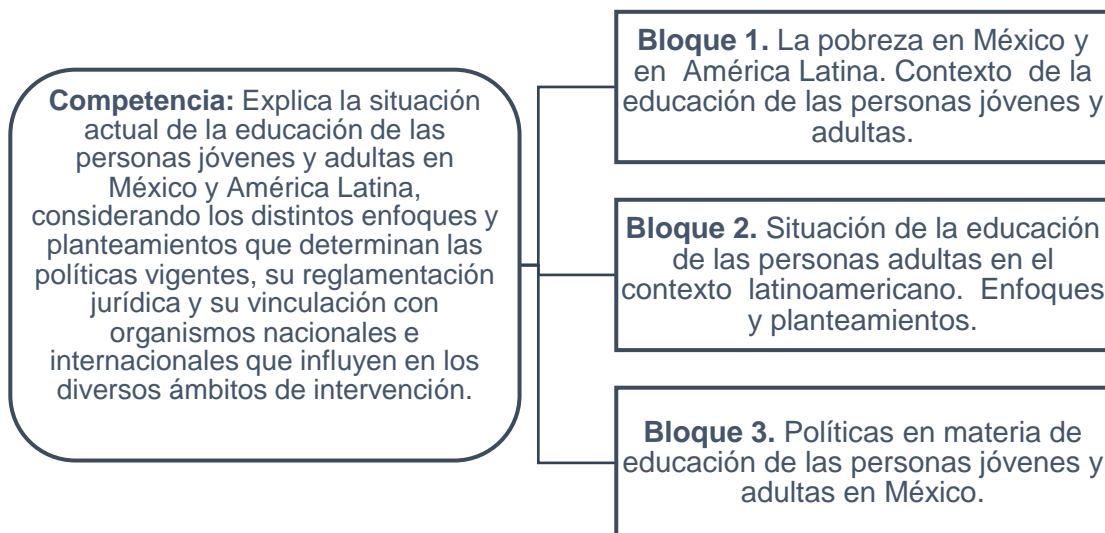 Competencia: Explica la situación
actual de la educación de las
personas jóvenes y adultas en
México y América Latina,
considerando los distintos enfoques y
planteamientos que determinan las
políticas vigentes, su reglamentación
jurídica y su vinculación con
organismos nacionales e
internacionales que influyen en los
diversos ámbitos de intervención.
Bloque 1. La pobreza en México y
en América Latina. Contexto de la
educación de las personas jóvenes y
adultas.
Bloque 2. Situación de la educación
de las personas adultas en el
contexto latinoamericano. Enfoques
y planteamientos.
Bloque 3. Políticas en materia de
educación de las personas jóvenes y
adultas en México.